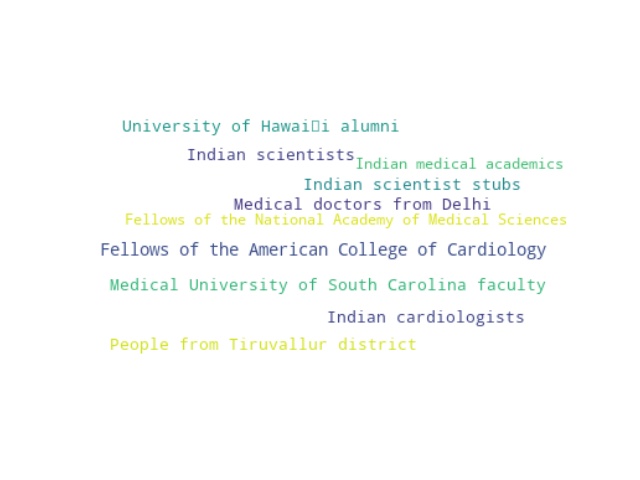 University of Hawai▯i alumni
Indian scientists
Indian medical academics
Indian scientist stubs
Medical doctors from Delhi
Fellows of the National Academy of Medical Sciences
Fellows of the American College of Cardiology
Medical University of South Carolina faculty
Indian cardiologists
People from Tiruvallur district